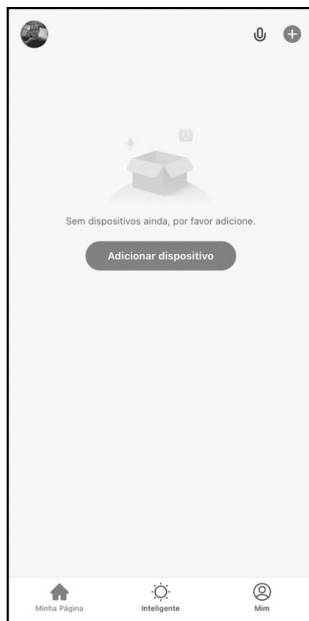 Sem dispositivos ainda, por favor adicione.
Adicionar dispositivo
Minha Página
Inteligente
Mim